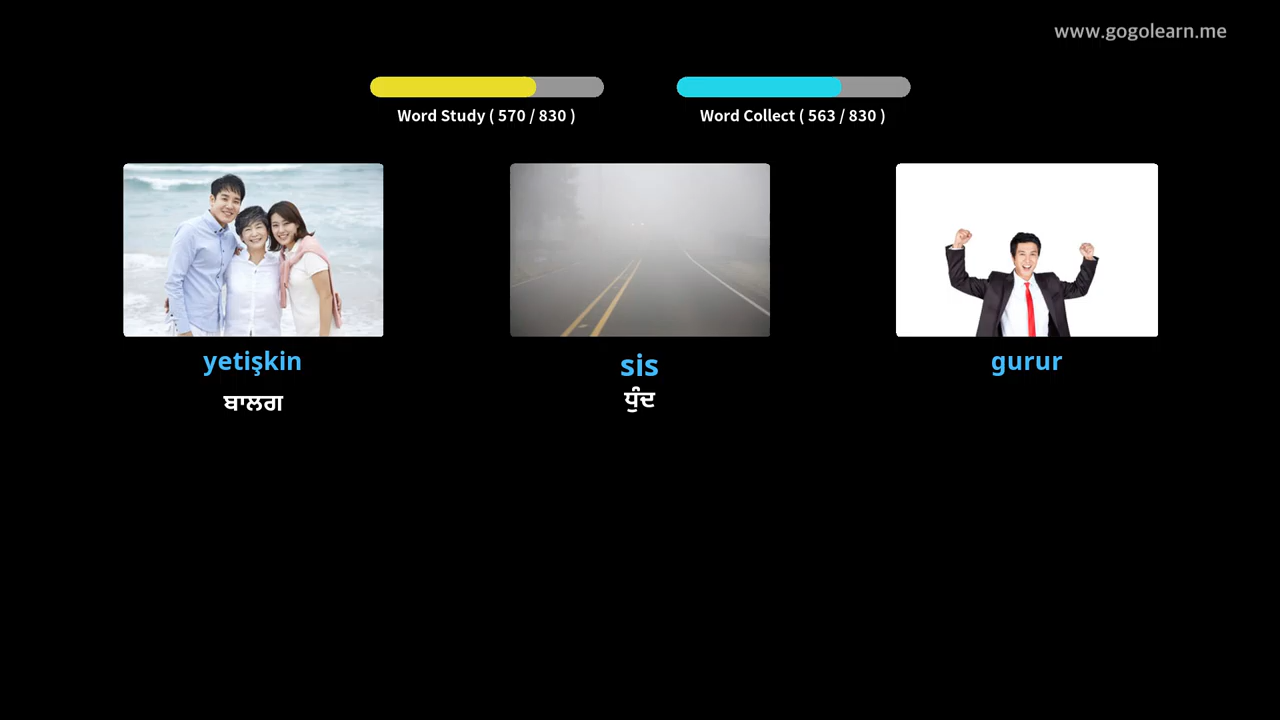 www.gogolearn.me
Word Study ( 570 / 830 )
Word Collect ( 563 / 830 )
yetişkin
sis
gurur
ਬਾਲਗ
ਧੁੰਦ